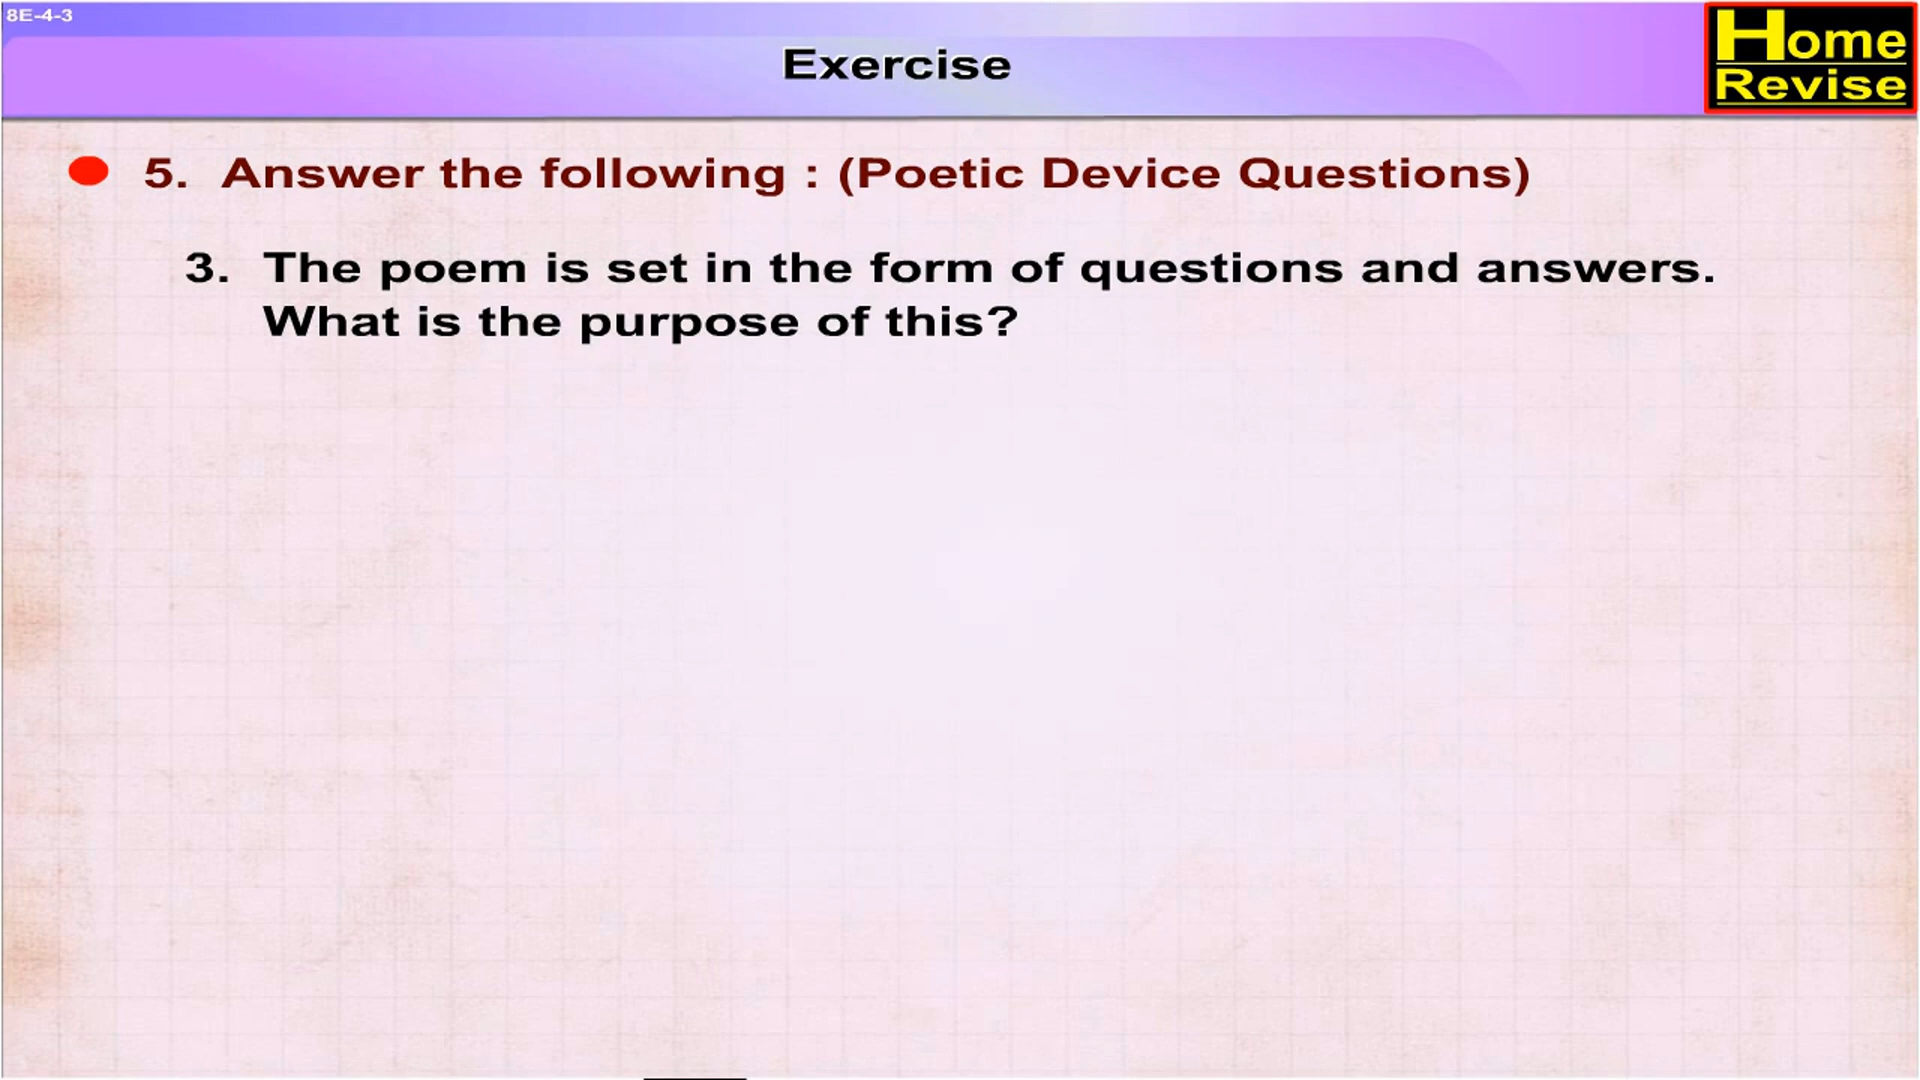 8E-4-3
Exercise
Home
Revise
5. Answer the following : (Poetic Device Questions)
3. The poem is set in the form of questions and answers.
What is the purpose of this?